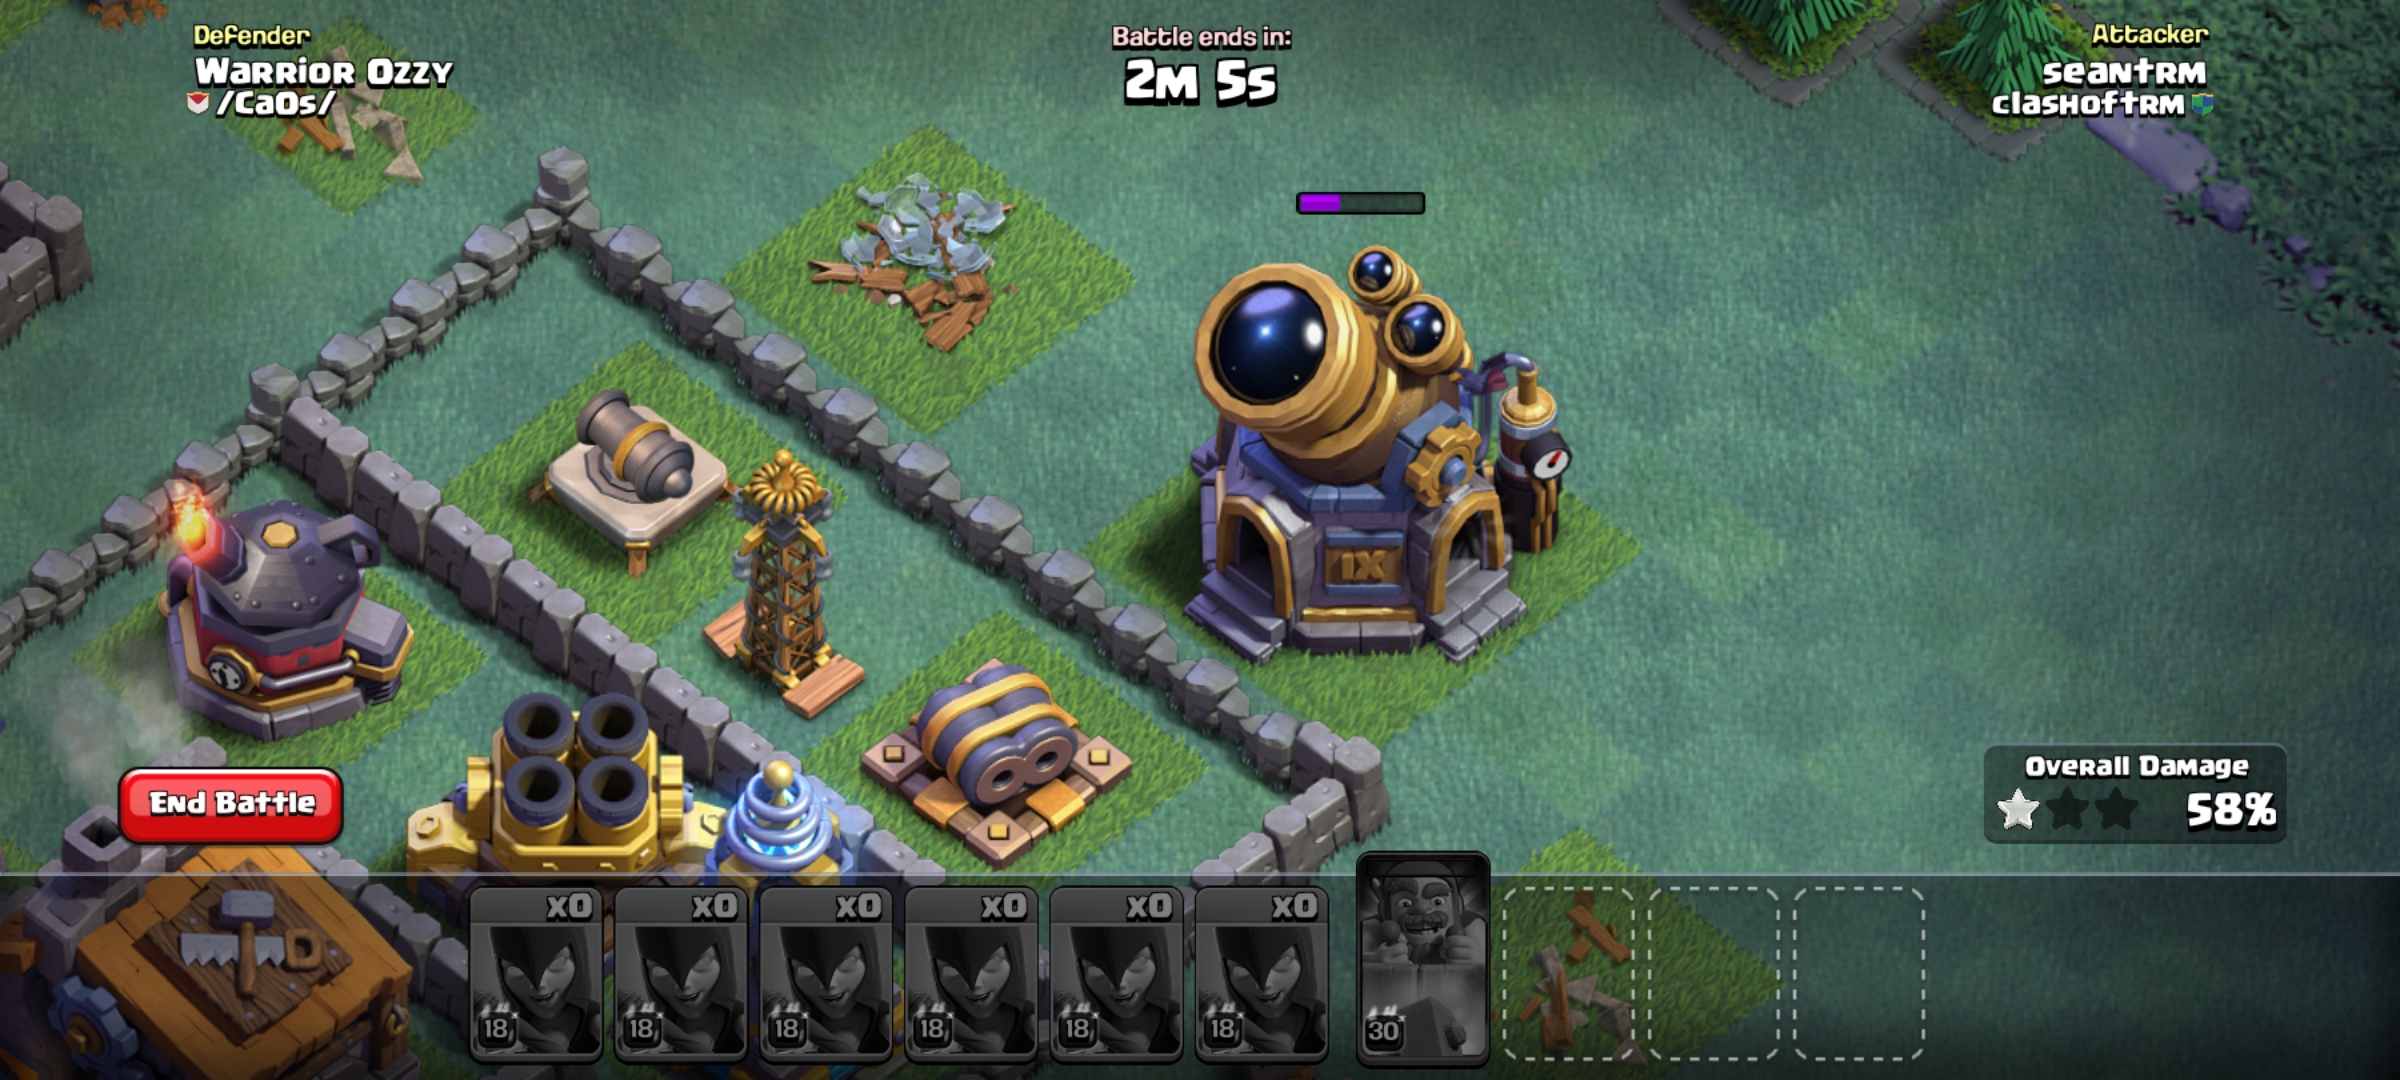 Defender
Warrior Ozzy
/CaOs/
Battle ends in:
2m 5s
Attacker
seantrm
clashoftrm
IX
End Battle
Overall Damage
58%
x0
x0
x0
x0
x0
x0
18
18
18
18
18
18
30